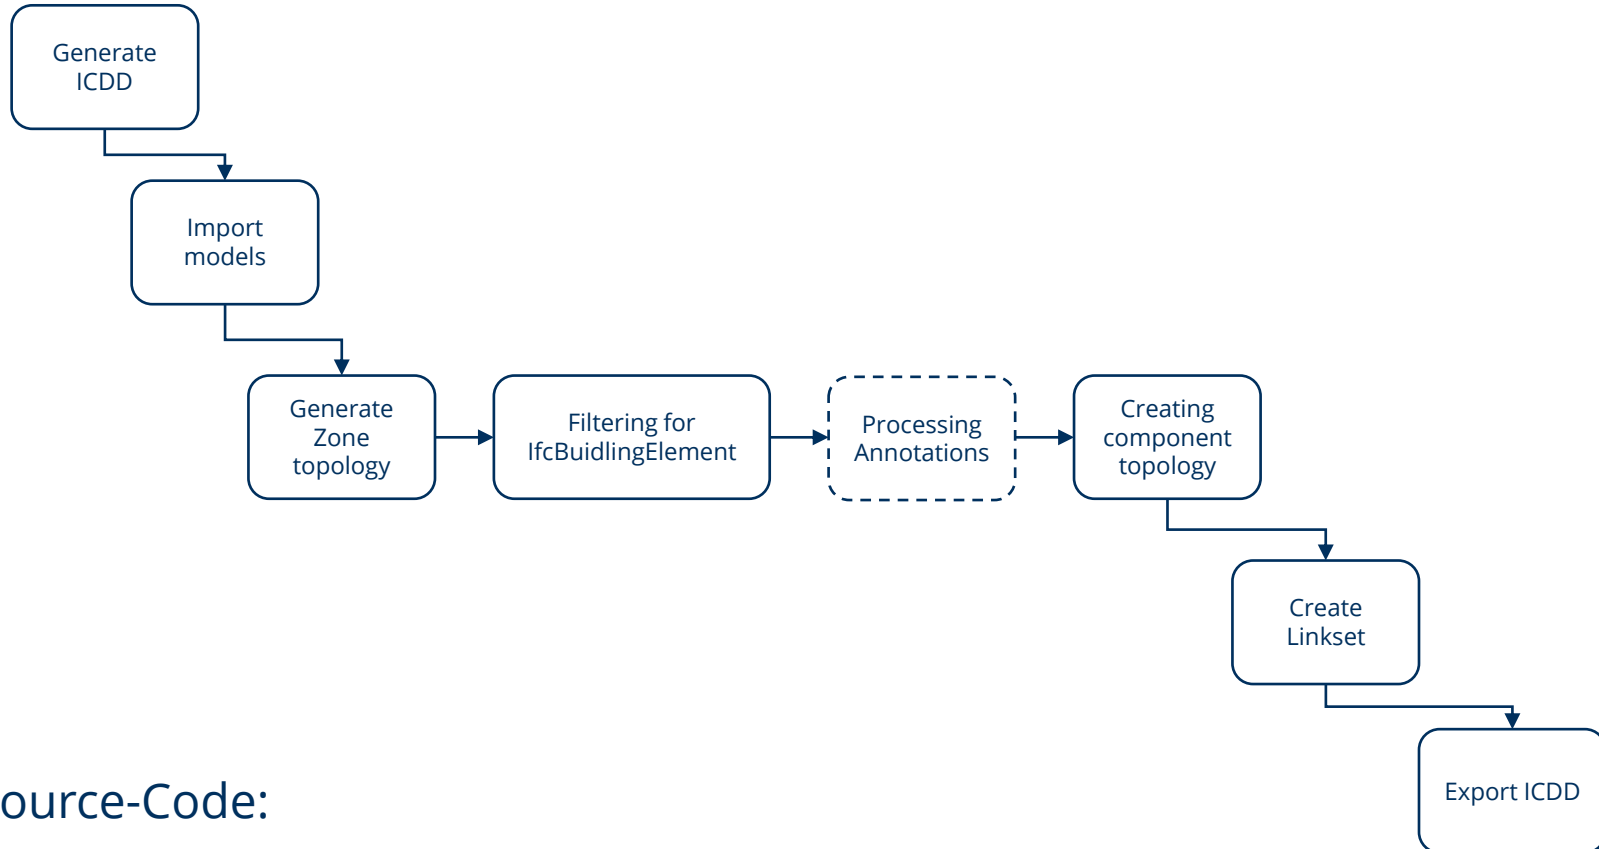 Generate
ICDD
Import
models
Generate
Zone
topology
Filtering for
IfcBuidlingElement
Processing
Annotations
Creating
component
topology
Create
Linkset
Export ICDD
ource-Code: